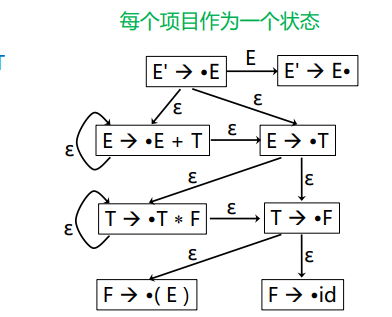 每个项目作为一个状态
E' → •E
E
E' → E•
ε
ε
ε
E → •E + T
ε
E → •T
ε
ε
ε
T → •T * F
ε
T → •F
ε
ε
F → •( E )
F → •id